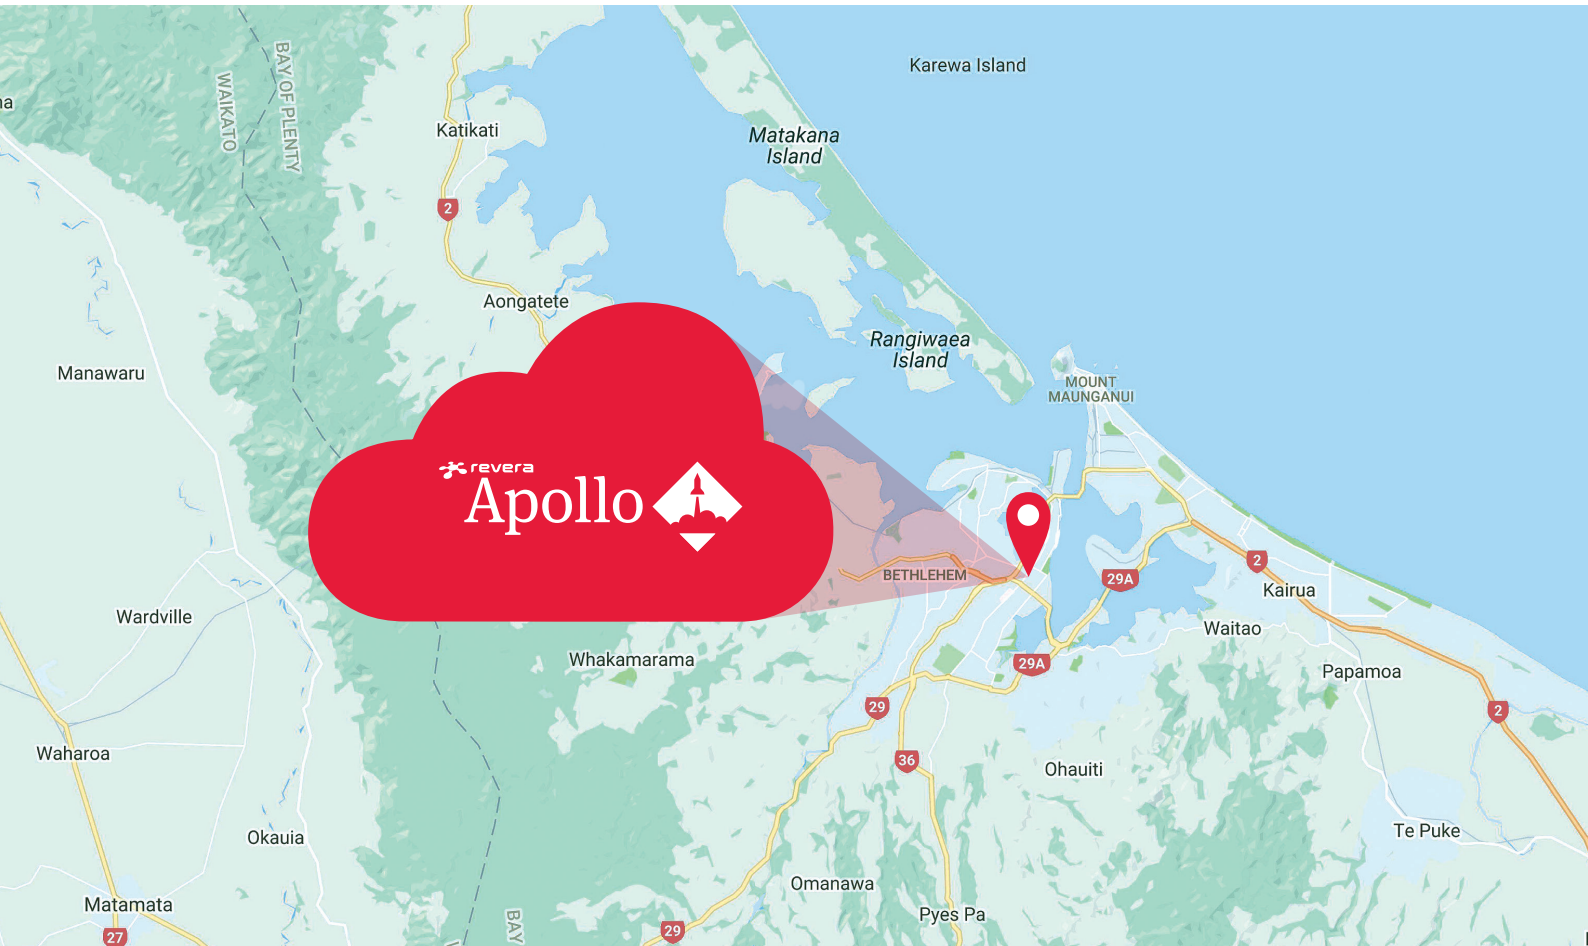 Karewa Island
BAY OF PLENTY
WAIKATO
na
Katikati
Matakana
Island
2
Aongatete
Rangiwaea
Island
Manawaru
MOUNT
MAUNGANUI
revera
Apollo
2
BETHLEHEM
29A
Kairua
Wardville
Waitao
Whakamarama
29A
Papamoa
29
2
Waharoa
36
Ohauiti
Okauia
Te Puke
Omanawa
Matamata
Pyes Pa
BAY
29
27